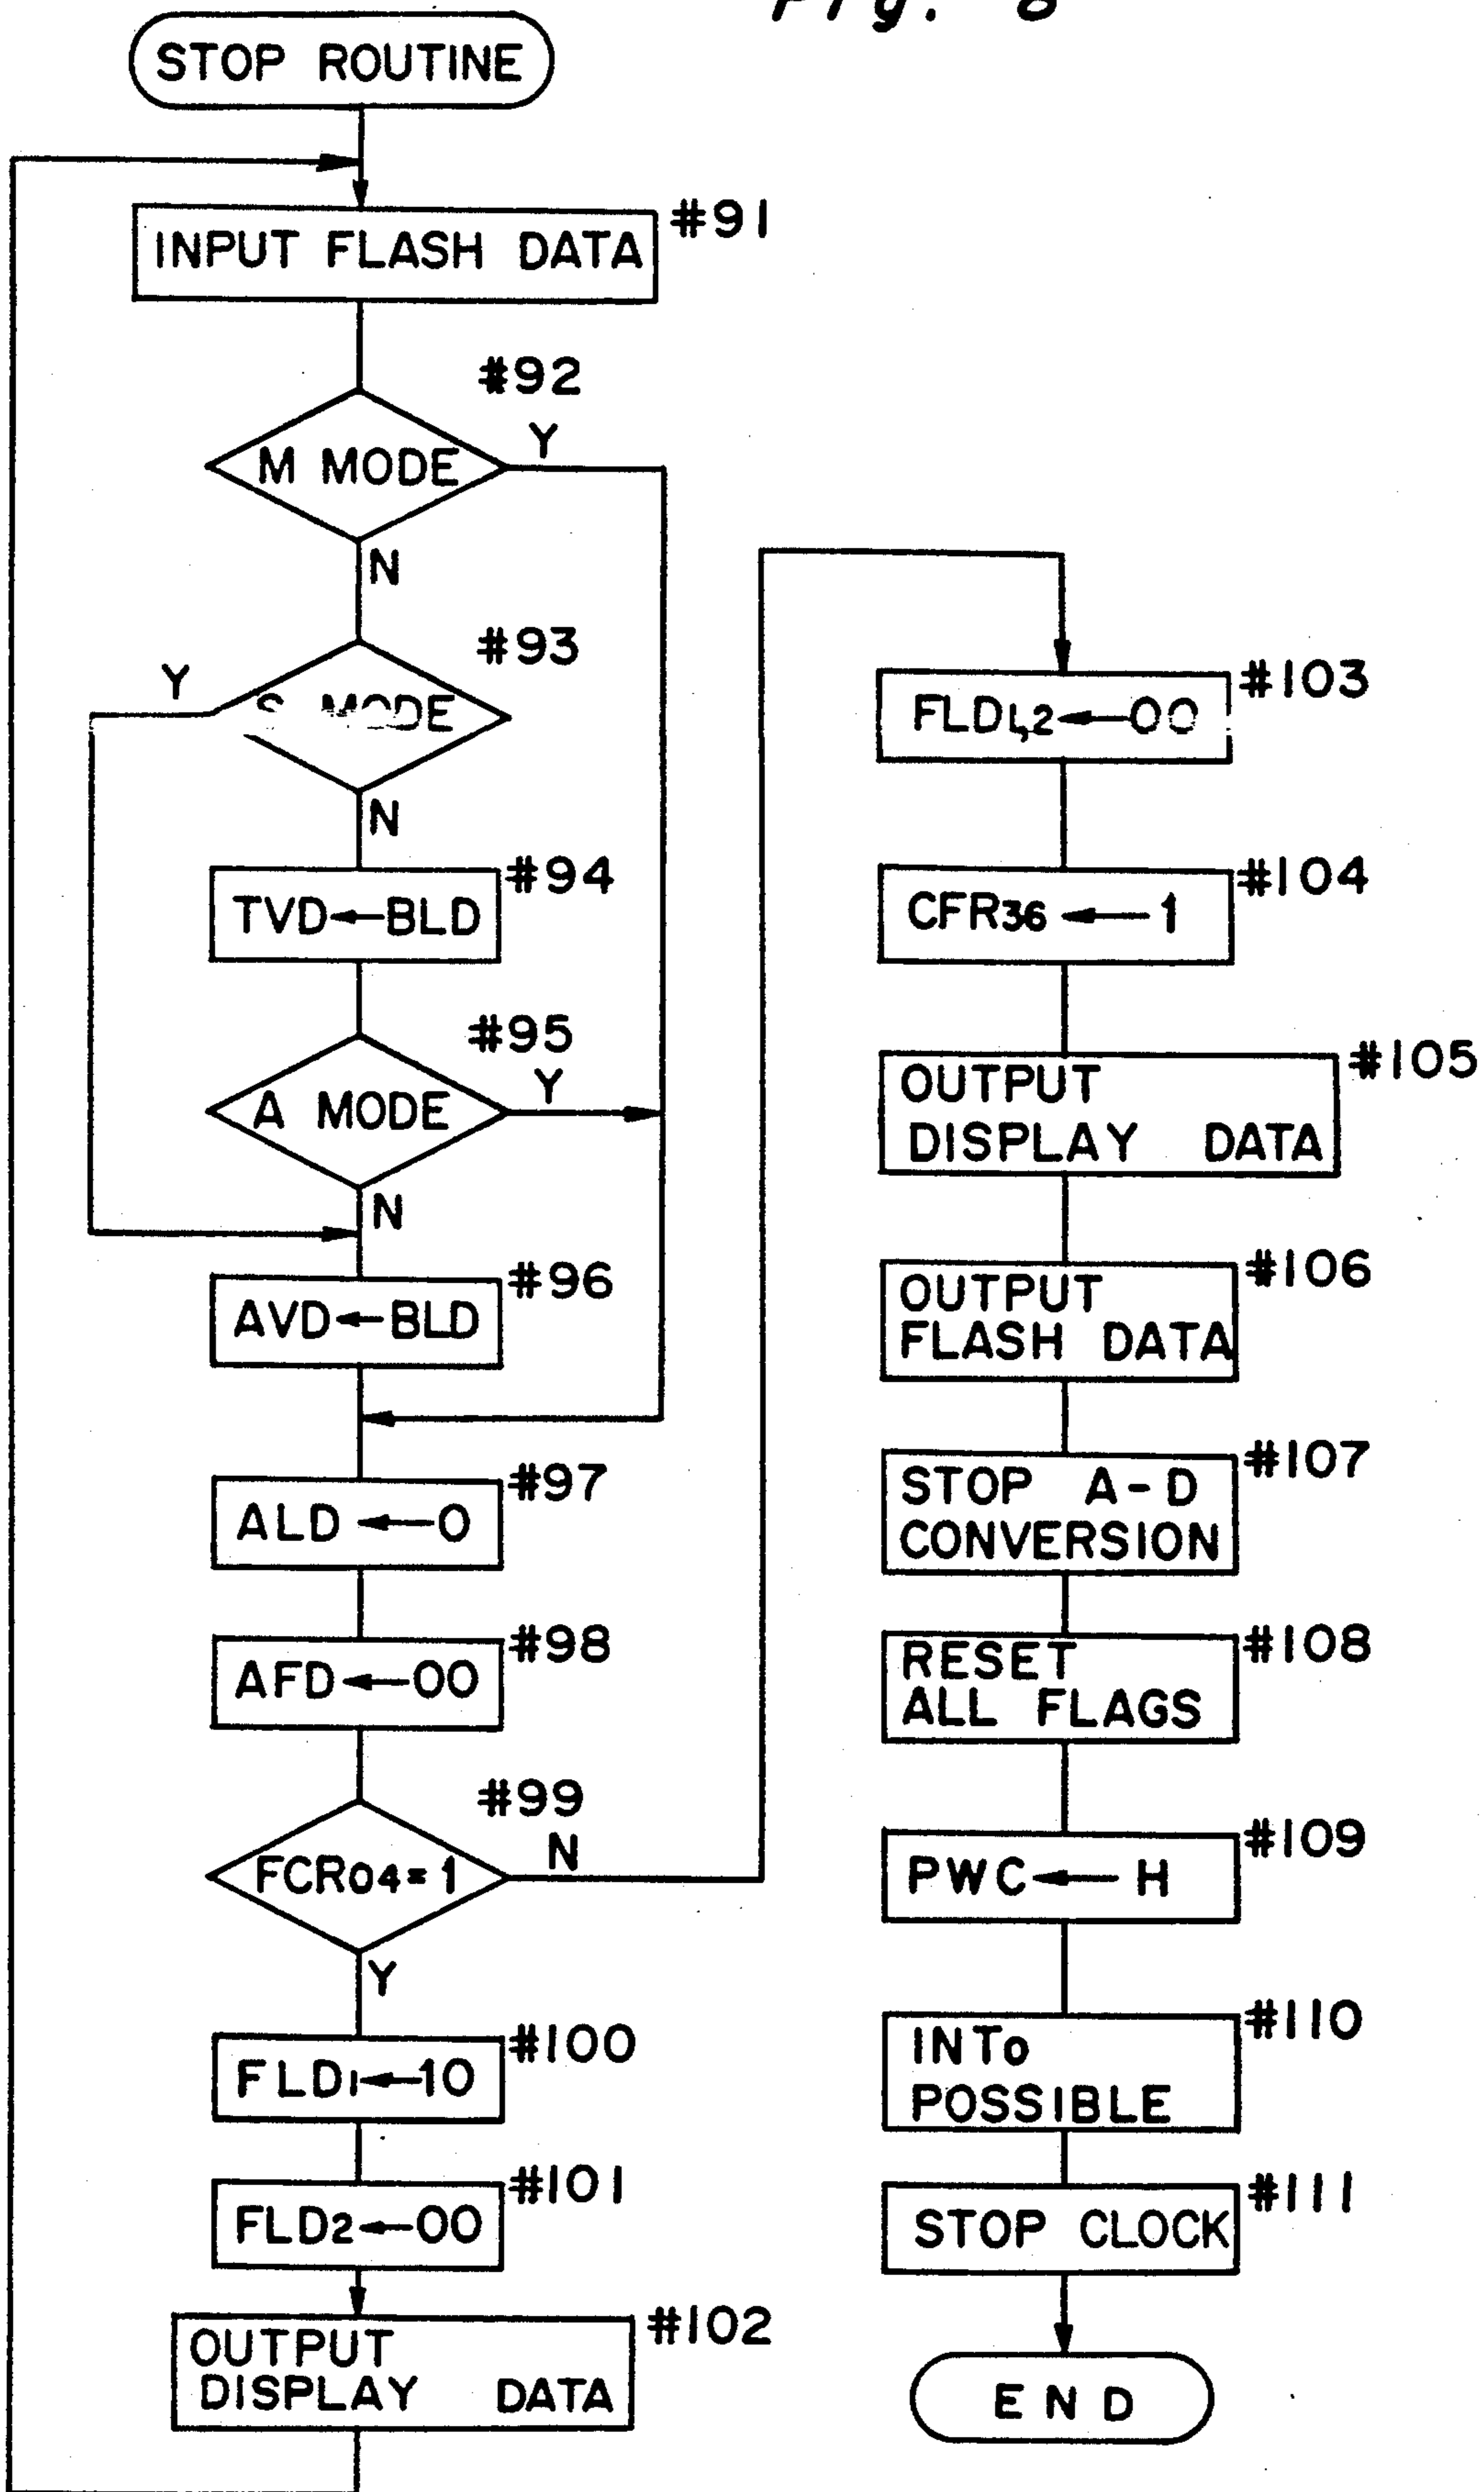 STOP ROUTINE
INPUT FLASH DATA
#91
#92
M MODE
Y
N
#93
Y
S MODE
N
#94
TVD←BLD
#95
A MODE
Y
N
#96
AVD←BLD
#97
ALD←0
#98
AFD←00
#99
FCR04=1
N
Y
#100
FLD1←10
#101
FLD2←00
#102
OUTPUT
DISPLAY DATA
#103
FLD1,2←00
#104
CFR36←1
#105
OUTPUT
DISPLAY DATA
#106
OUTPUT
FLASH DATA
#107
STOP A-D
CONVERSION
#108
RESET
ALL FLAGS
#109
PWC←H
#110
INTo
POSSIBLE
#111
STOP CLOCK
END